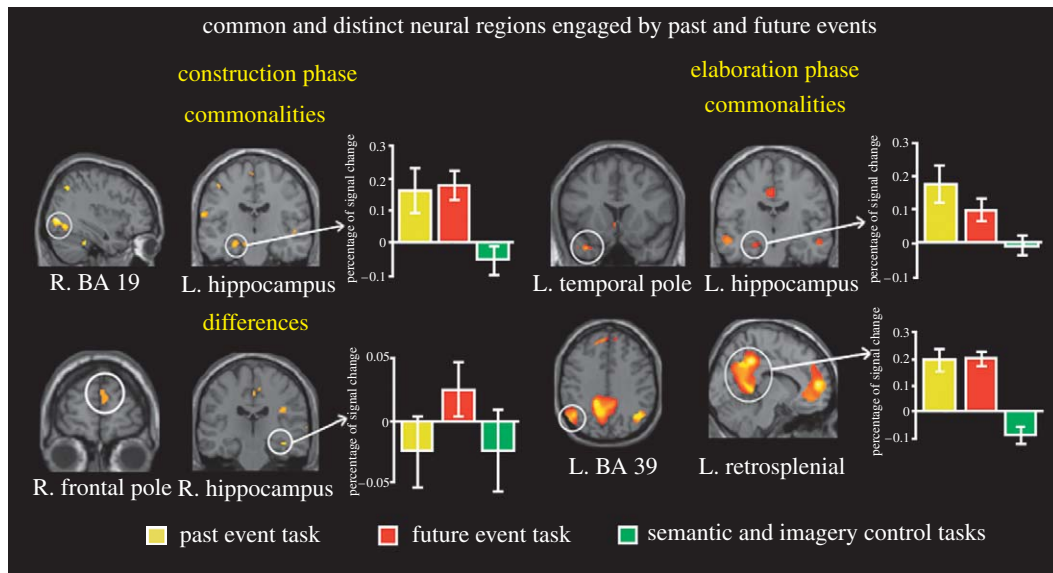 common and distinct neural regions engaged by past and future events
construction phase
commonalities
R. BA 19
L. hippocampus
percentage of signal change
0.3
0.2
0.1
0
−0.1
differences
R. frontal pole
R. hippocampus
percentage of signal change
0.05
0
−0.05
elaboration phase
commonalities
L. temporal pole
L. hippocampus
percentage of signal change
0.3
0.2
0.1
0
−0.1
L. BA 39
L. retrosplenial
percentage of signal change
0.3
0.2
0.1
0
−0.1
past event task
future event task
semantic and imagery control tasks